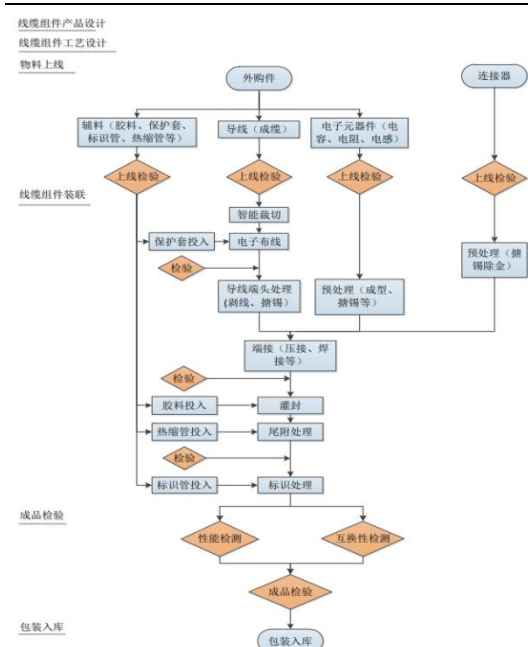 线缆组件产品设计
线缆组件工艺设计
物料上线
外购件
连接器
辅料（胶料、保护套、
标识管、热缩管等）
导线（成缆）
电子元器件（电
容、电阻、电感）
上线检验
上线检验
上线检验
上线检验
线缆组件装联
智能裁切
保护套投入
电子布线
预处理（搪
锡除金）
检验
导线端头处理
(剥线、搪锡）
预处理（成型、
搪锡等）
端接（压接、焊
接等）
检验
胶料投入
灌封
热缩管投入
尾附处理
检验
标识管投入
标识处理
成品检验
性能检测
互换性检测
成品检验
包装入库
包装入库